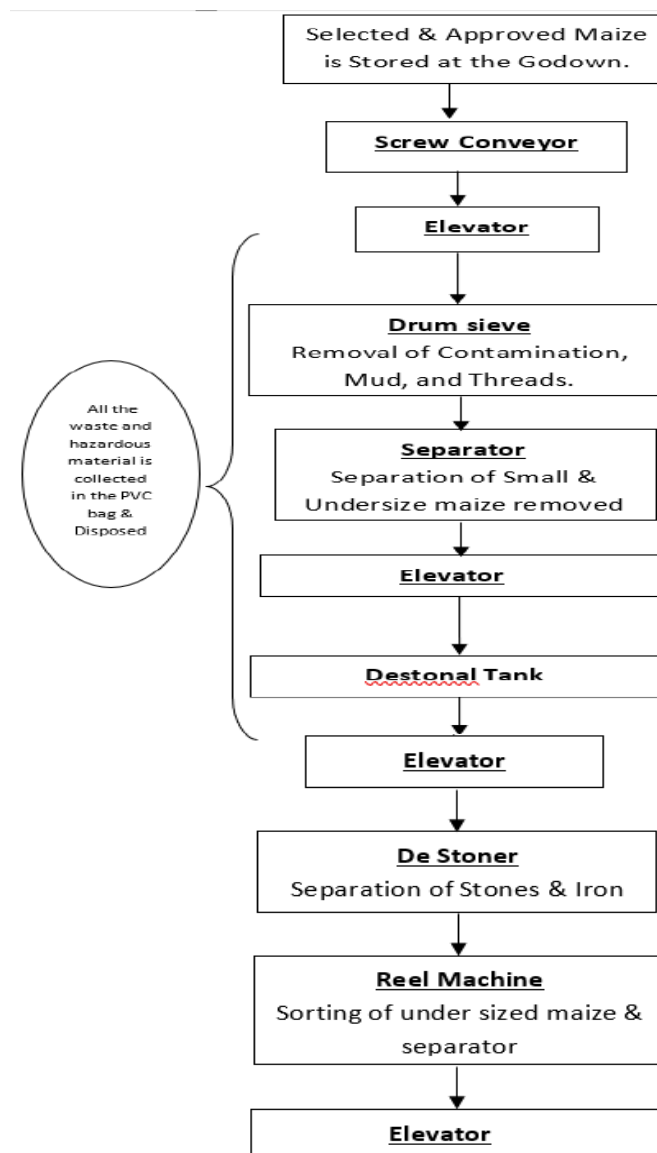 Selected & Approved Maize
is Stored at the Godown.
Screw Conveyor
Elevator
Drum sieve
Removal of Contamination,
Mud, and Threads.
All the
waste and
hazardous
material is
collected
in the PVC
bag &
Disposed
Separator
Separation of Small &
Undersize maize removed
Elevator
Destonal Tank
Elevator
De Stoner
Separation of Stones & Iron
Reel Machine
Sorting of under sized maize &
separator
Elevator